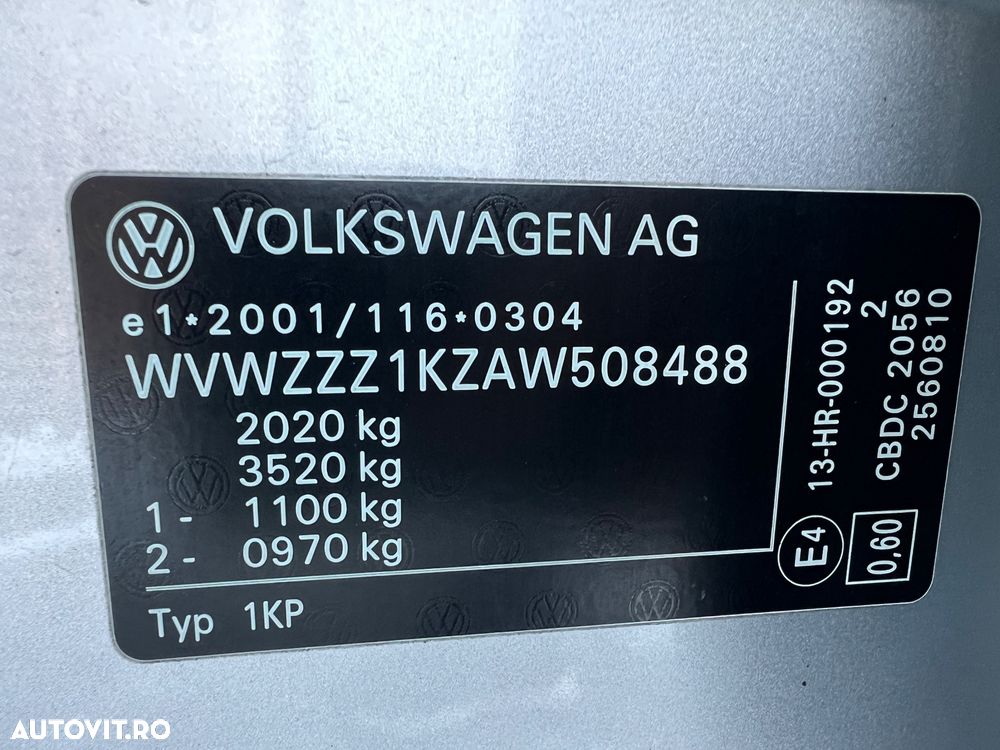 VOLKSWAGEN AG
e1*2001/116*0304
WVWZZZ1KZAW508488
2020 kg
3520 kg
1 - 1100 kg
2 - 0970 kg
Typ 1KP
13-HR-000192
2
CBDC 2056
2560810
E4
0,60
AUTOVIT.RO